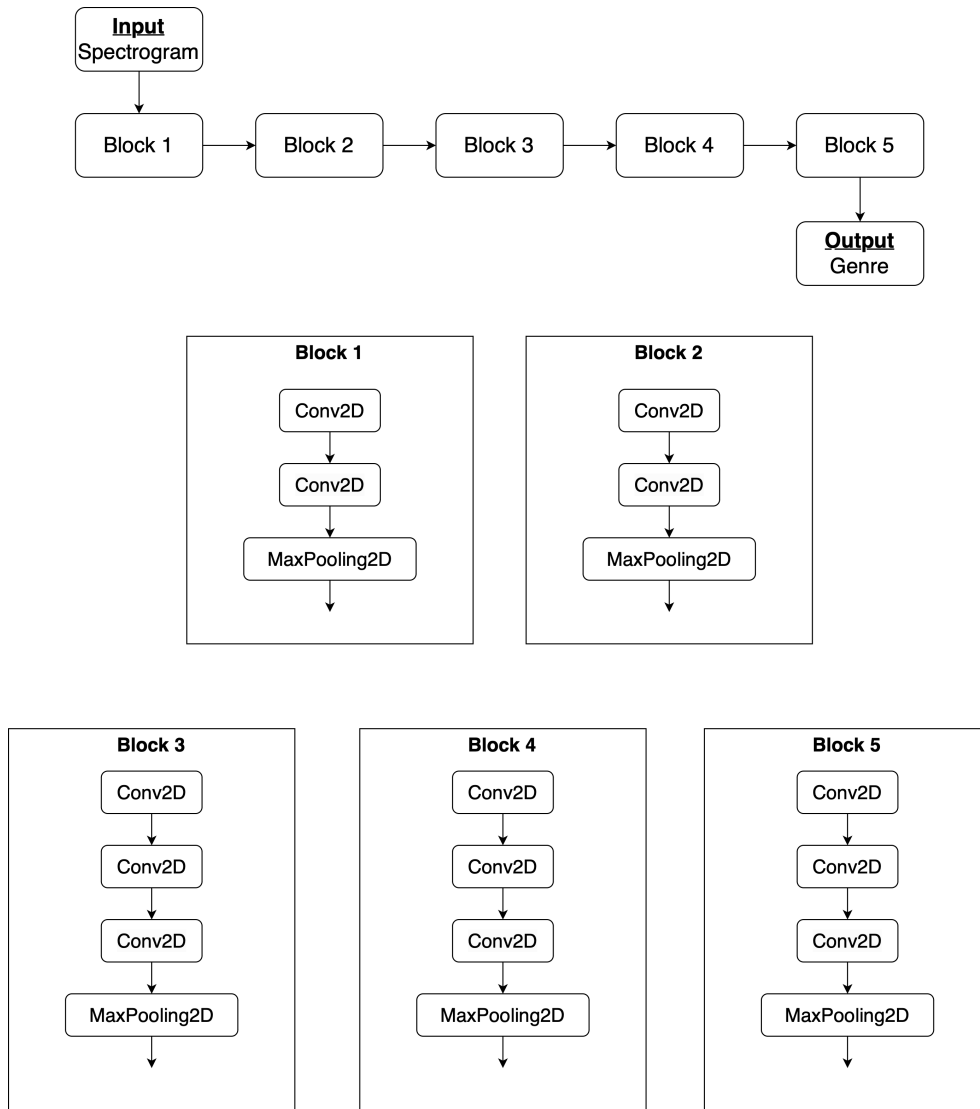 Input
Spectrogram
Block 1
Block 2
Block 3
Block 4
Block 5
Output
Genre
Block 1
Conv2D
Conv2D
MaxPooling2D
Block 2
Conv2D
Conv2D
MaxPooling2D
Block 3
Conv2D
Conv2D
Conv2D
MaxPooling2D
Block 4
Conv2D
Conv2D
Conv2D
MaxPooling2D
Block 5
Conv2D
Conv2D
Conv2D
MaxPooling2D